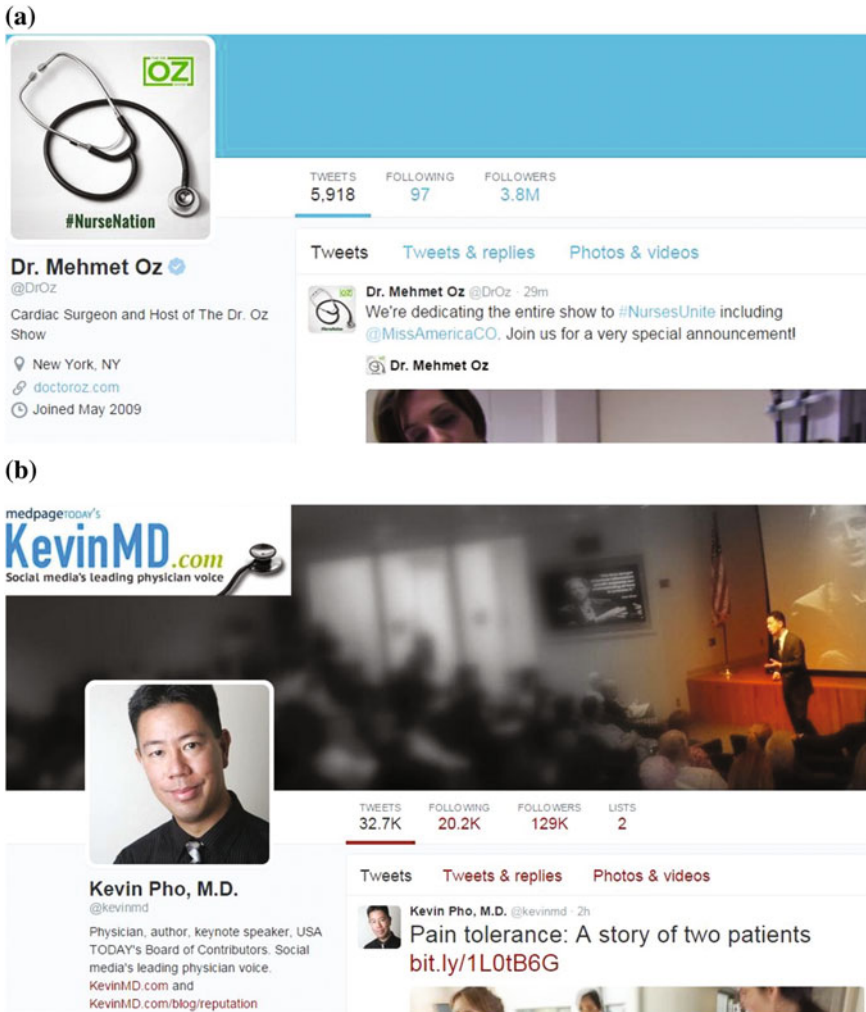 (a)
THE DR
OZ
SHOW
#NurseNation
TWEETS FOLLOWING FOLLOWERS
5,918 97 3.8M
Dr. Mehmet Oz
@DrOz
Cardiac Surgeon and Host of The Dr. Oz
Show
New York, NY
doctoroz.com
Joined May 2009
Tweets Tweets & replies Photos & videos
Dr. Mehmet Oz @DrOz · 29m
We're dedicating the entire show to #NursesUnite including
@MissAmericaCO. Join us for a very special announcement!
Dr. Mehmet Oz
(b)
medpageTODAY'S
KevinMD.com
Social media's leading physician voice
TWEETS FOLLOWING FOLLOWERS LISTS
32.7K 20.2K 129K 2
Kevin Pho, M.D.
@kevinmd
Physician, author, keynote speaker, USA
TODAY's Board of Contributors. Social
media's leading physician voice.
KevinMD.com and
KevinMD.com/blog/reputation
Tweets Tweets & replies Photos & videos
Kevin Pho, M.D. @kevinmd · 2h
Pain tolerance: A story of two patients
bit.ly/1L0tB6G